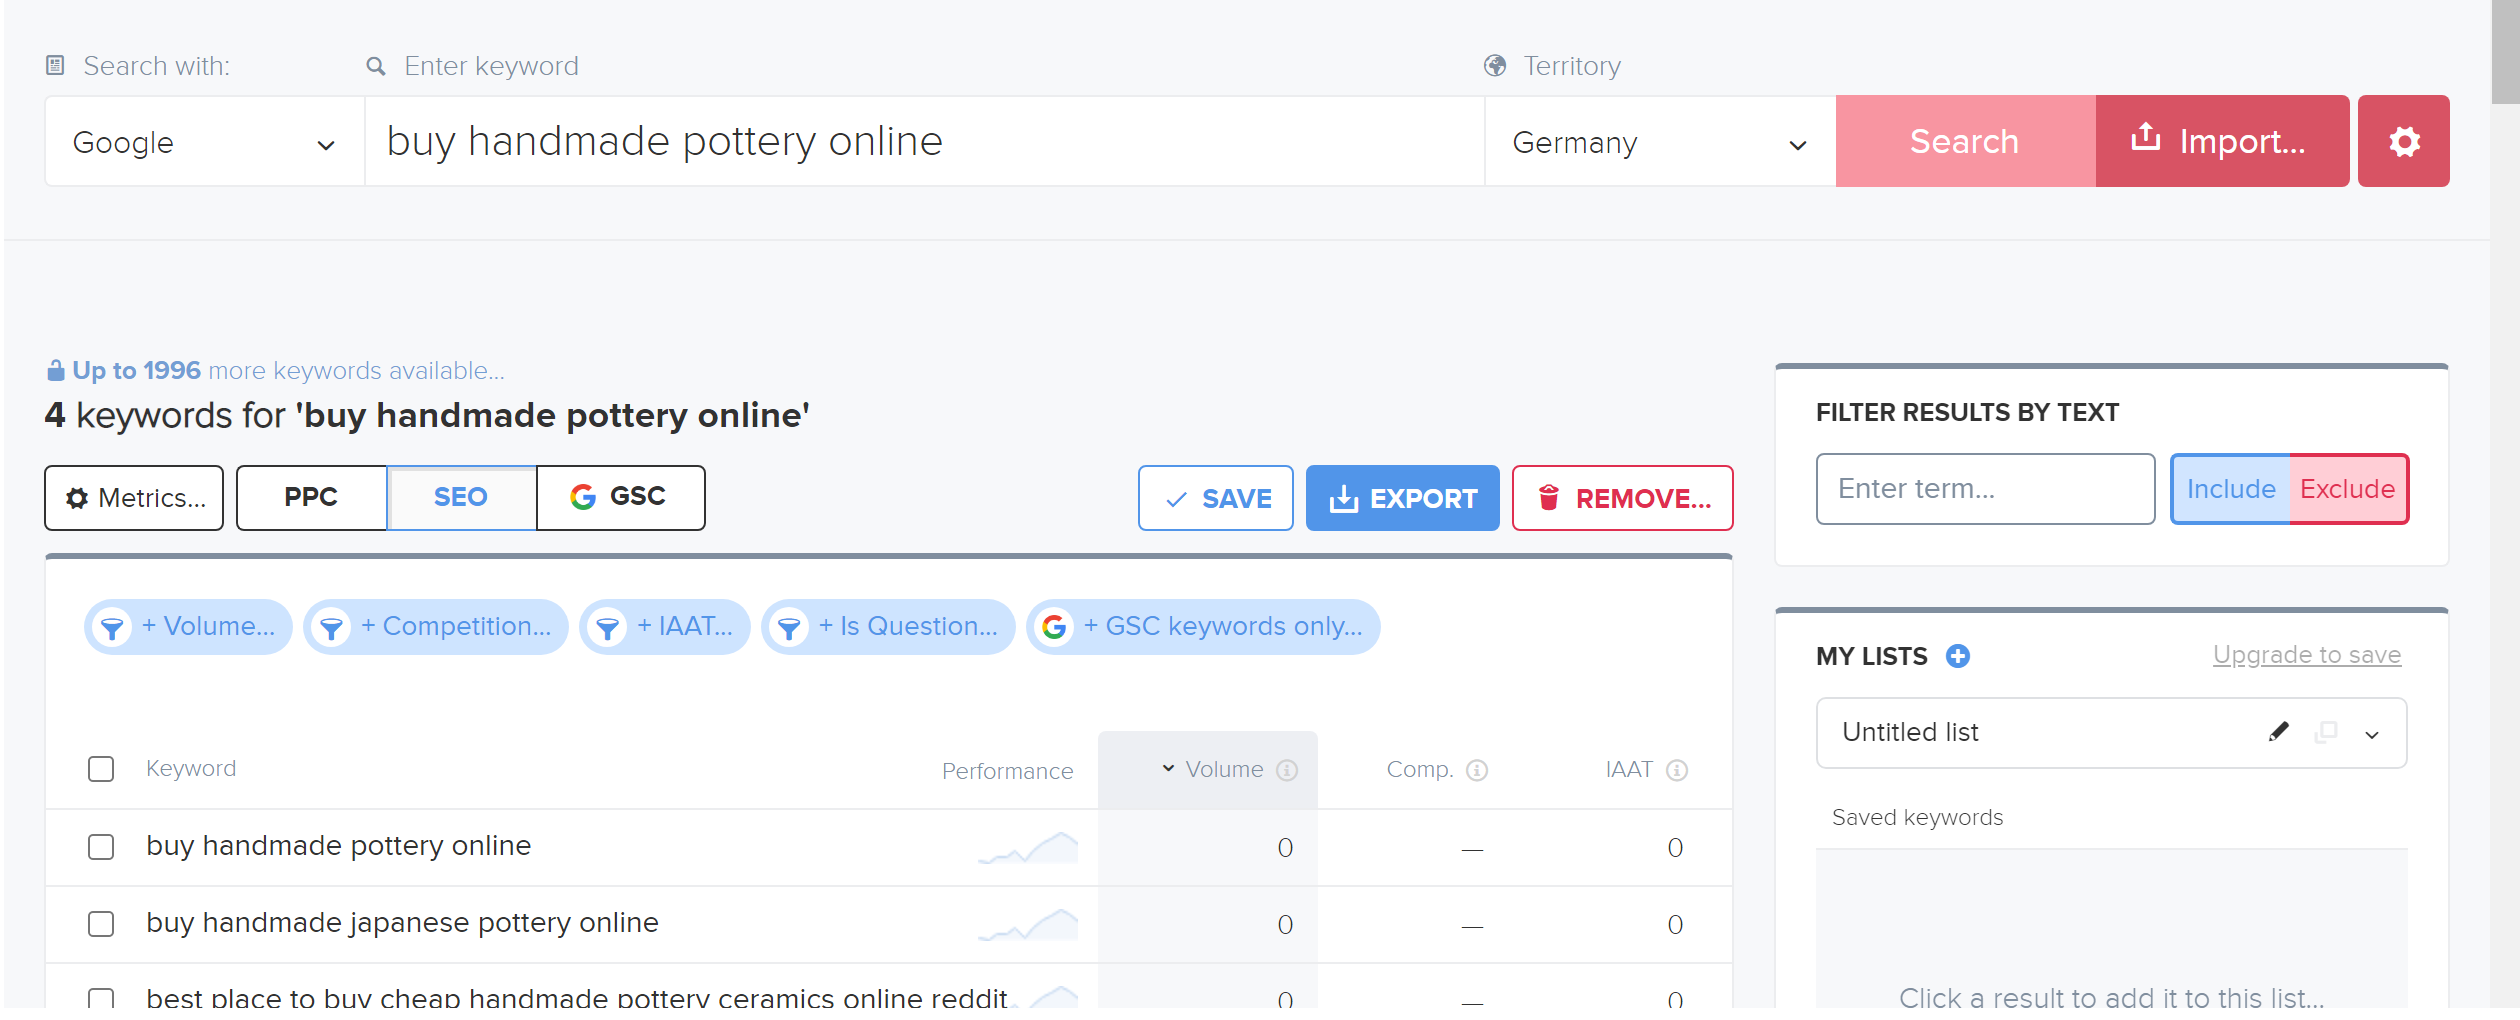 Search with:
Enter keyword
Territory
Google
buy handmade pottery online
Germany
Search
Import...
Up to 1996 more keywords available...
4 keywords for 'buy handmade pottery online'
Metrics...
PPC
SEO
GSC
SAVE
EXPORT
REMOVE...
+ Volume...
+ Competition...
+ IAAT...
+ Is Question...
+ GSC keywords only...
Keyword
Performance
Volume
Comp.
IAAT
buy handmade pottery online
0
—
0
buy handmade japanese pottery online
0
—
0
best place to buy cheap handmade pottery ceramics online reddit
0
—
0
FILTER RESULTS BY TEXT
Enter term...
Include
Exclude
MY LISTS
Upgrade to save
Untitled list
Saved keywords
Click a result to add it to this list...